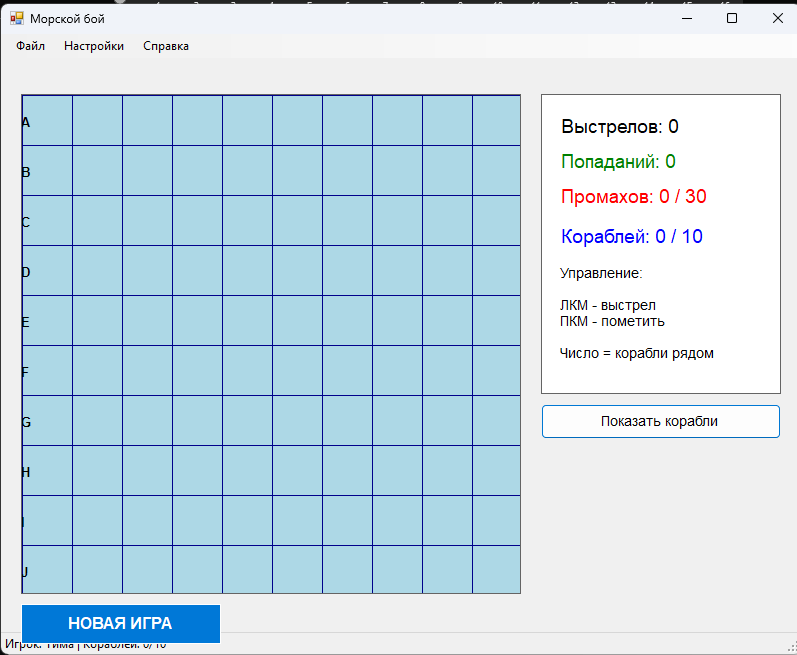 Морской бой
Файл Настройки Справка
A
B
C
D
E
F
G
H
I
J
Выстрелов: 0
Попаданий: 0
Промахов: 0 / 30
Кораблей: 0 / 10
Управление:
ЛКМ - выстрел
ПКМ - пометить
Число = корабли рядом
Показать корабли
НОВАЯ ИГРА
Игрок: Тима | Кораблей: 0/10